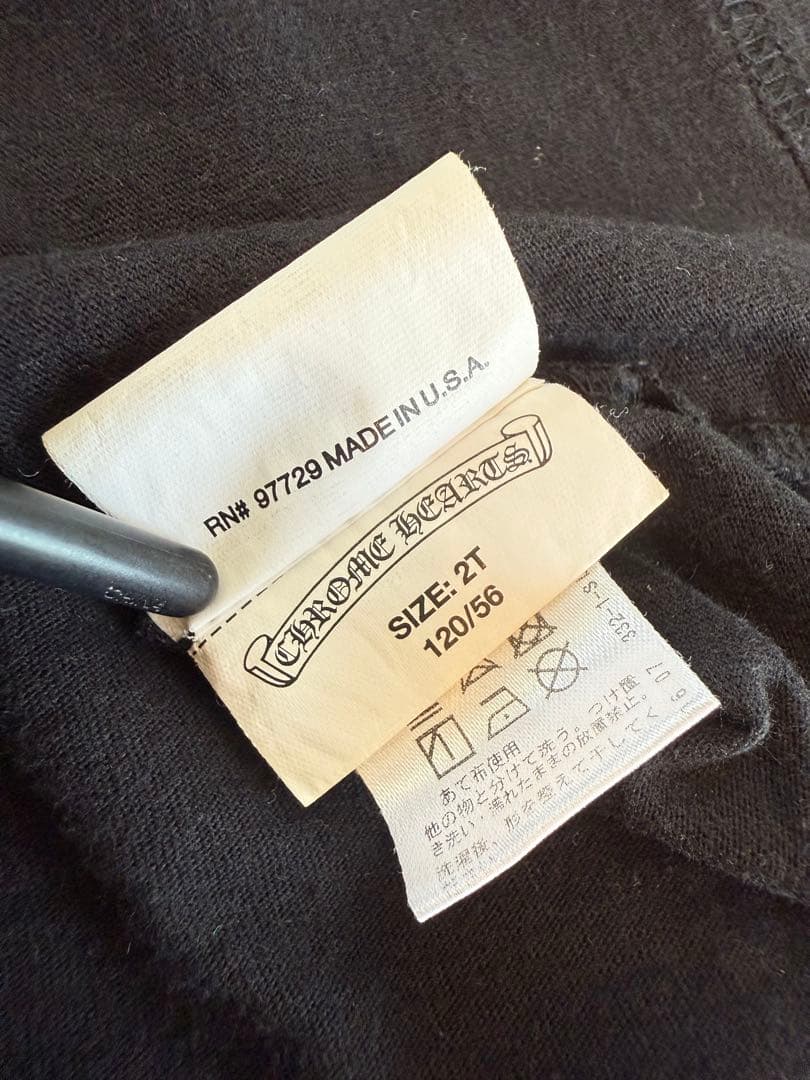 RN# 97729 MADE IN U.S.A.
CHROME HEARTS
SIZE: 2T
120/56
332-1-S
あて布使用
他の物と分けて洗う。つけ置
き洗い・濡れたままの放置禁止。
洗濯後、形を整えて干してく